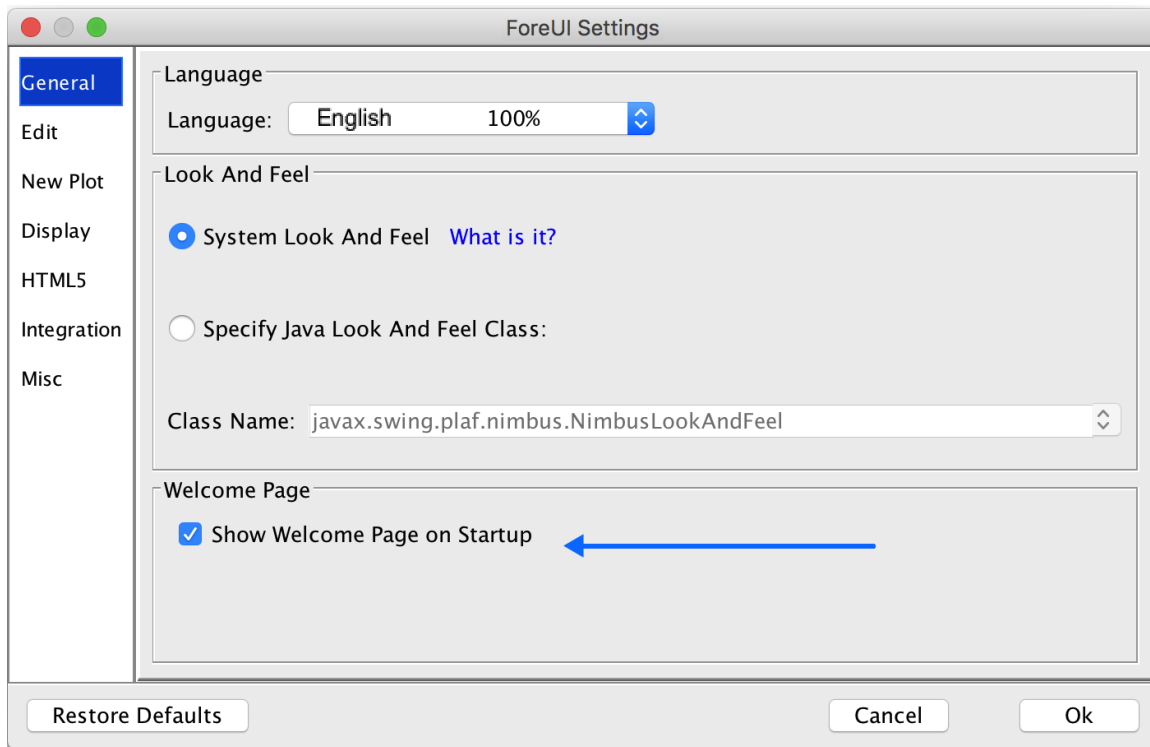 ForeUI Settings
General
Edit
New Plot
Display
HTML5
Integration
Misc
Language
Language: English 100%
Look And Feel
System Look And Feel What is it?
Specify Java Look And Feel Class:
Class Name: javax.swing.plaf.nimbus.NimbusLookAndFeel
Welcome Page
Show Welcome Page on Startup
Restore Defaults Cancel Ok